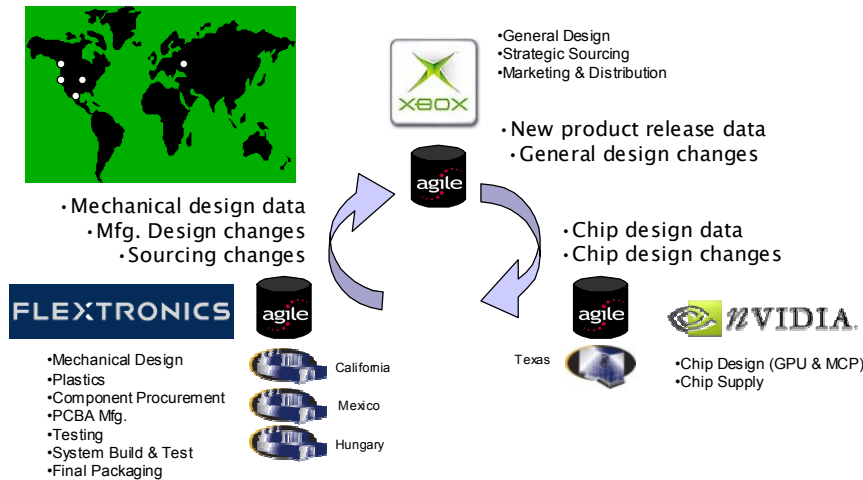 •General Design
•Strategic Sourcing
•Marketing & Distribution
XBOX
•New product release data
•General design changes
agile
•Mechanical design data
•Mfg. Design changes
•Sourcing changes
•Chip design data
•Chip design changes
FLEXTRONICS
agile
agile
nVIDIA.
•Mechanical Design
•Plastics
•Component Procurement
•PCBA Mfg.
•Testing
•System Build & Test
•Final Packaging
California
Mexico
Hungary
Texas
•Chip Design (GPU & MCP)
•Chip Supply